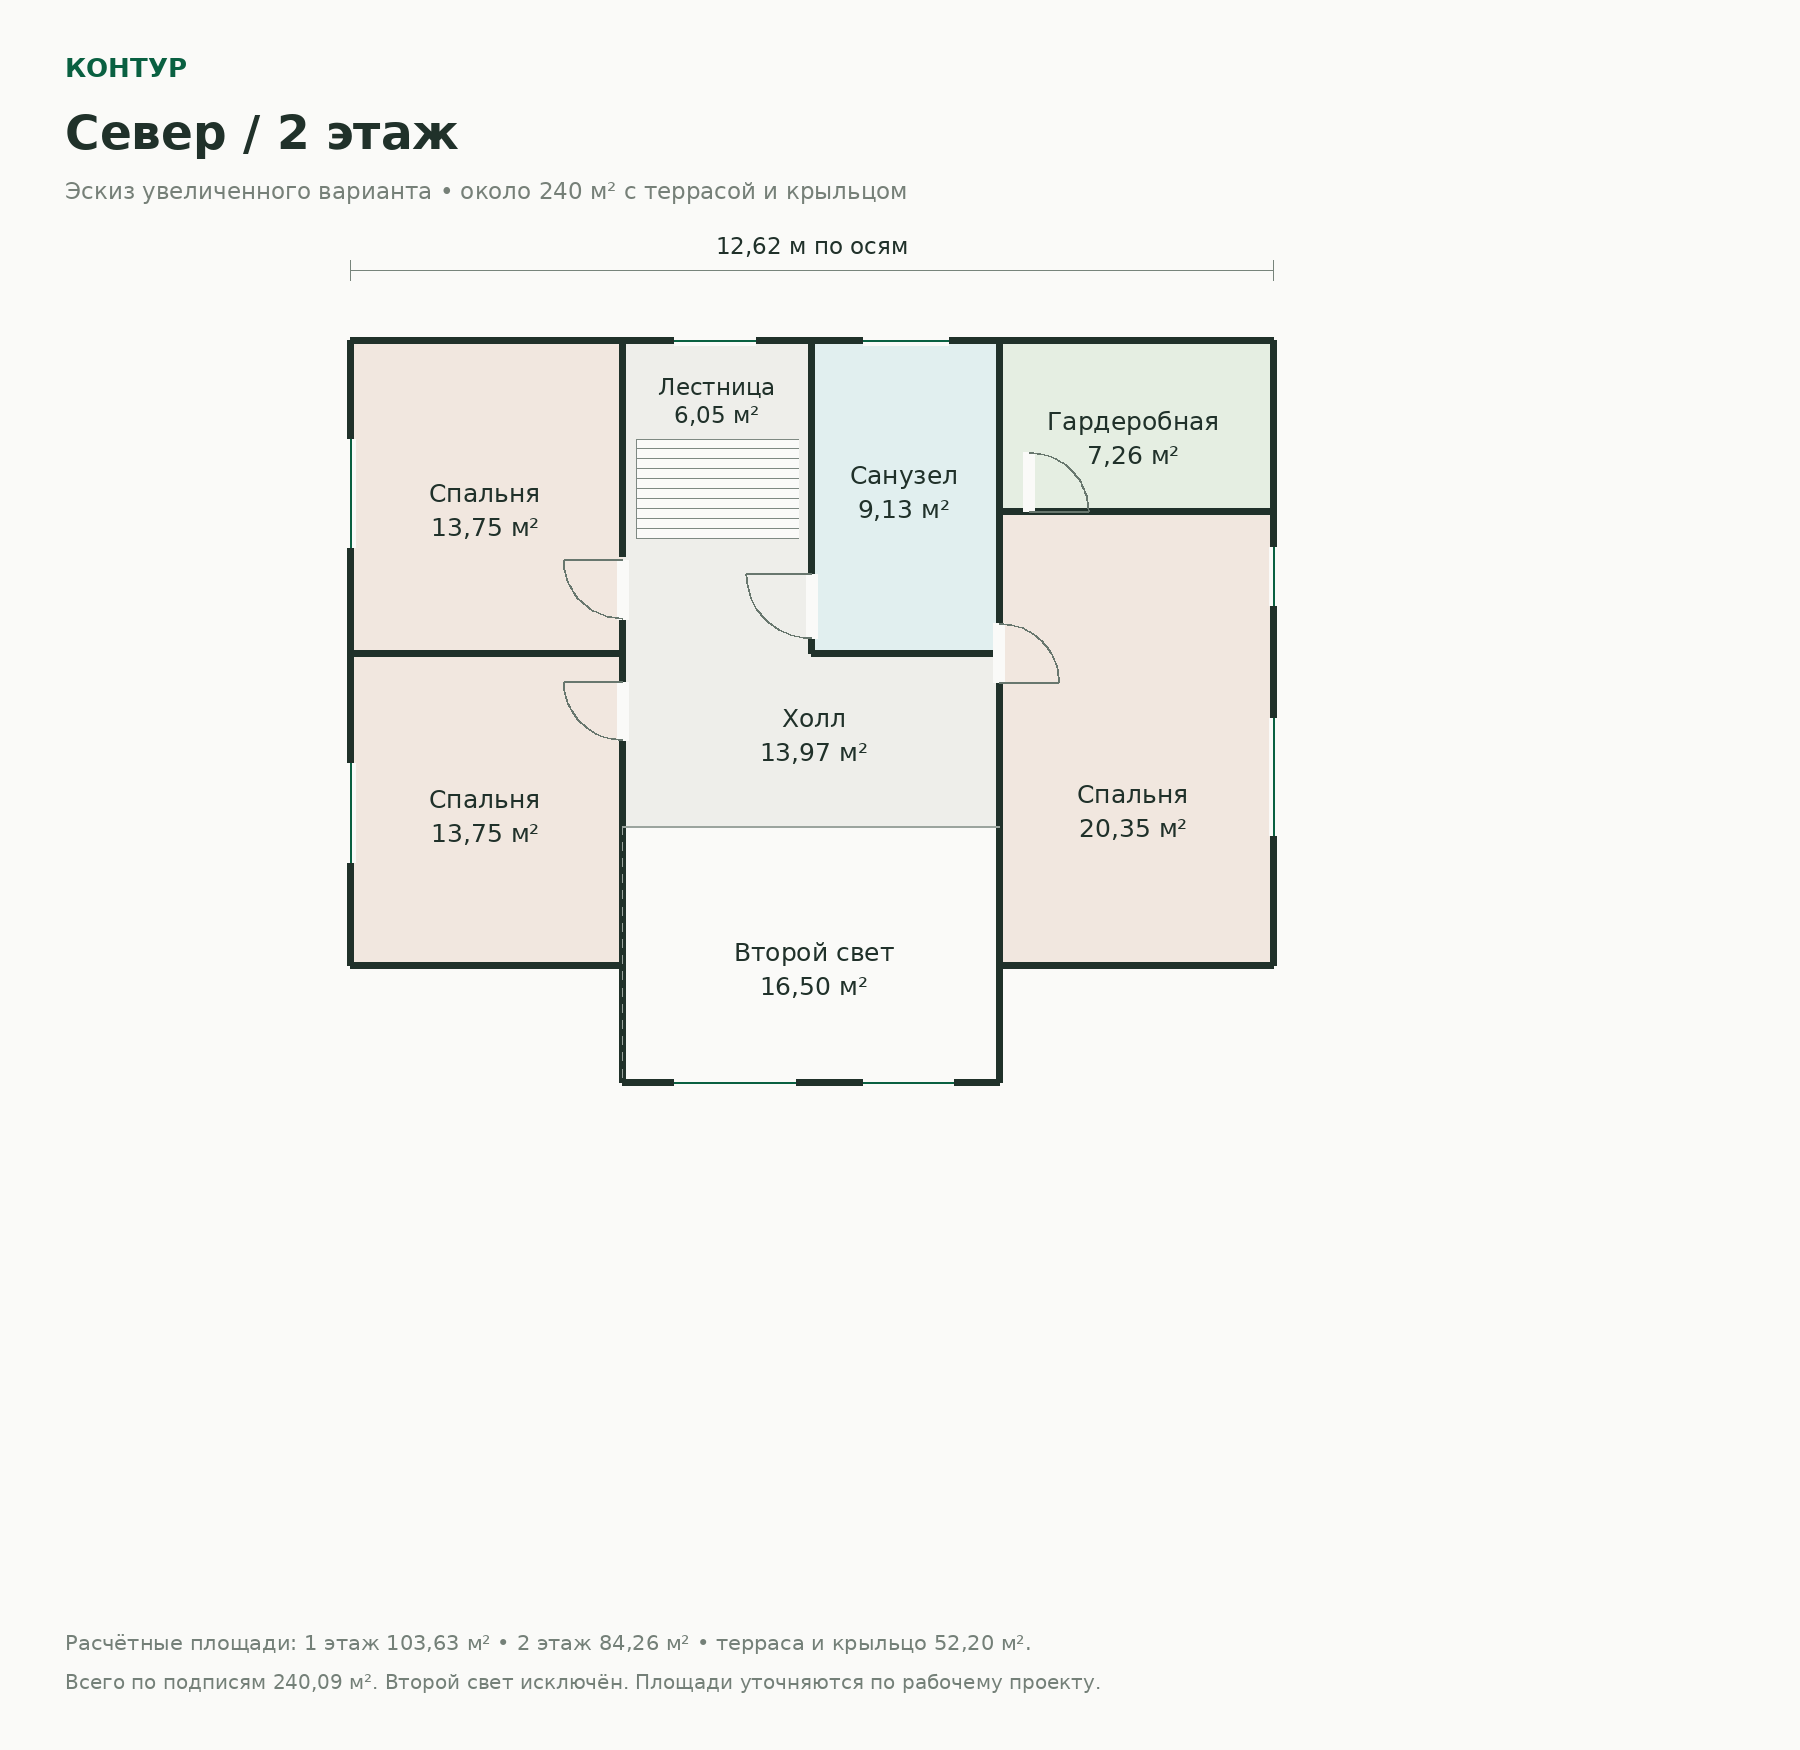 КОНТУР
Север / 2 этаж
Эскиз увеличенного варианта • около 240 м² с террасой и крыльцом
12,62 м по осям
Лестница
6,05 м²
Гардеробная
7,26 м²
Санузел
9,13 м²
Спальня
13,75 м²
Холл
13,97 м²
Спальня
13,75 м²
Спальня
20,35 м²
Второй свет
16,50 м²
Расчётные площади: 1 этаж 103,63 м² • 2 этаж 84,26 м² • терраса и крыльцо 52,20 м².
Всего по подписям 240,09 м². Второй свет исключён. Площади уточняются по рабочему проекту.